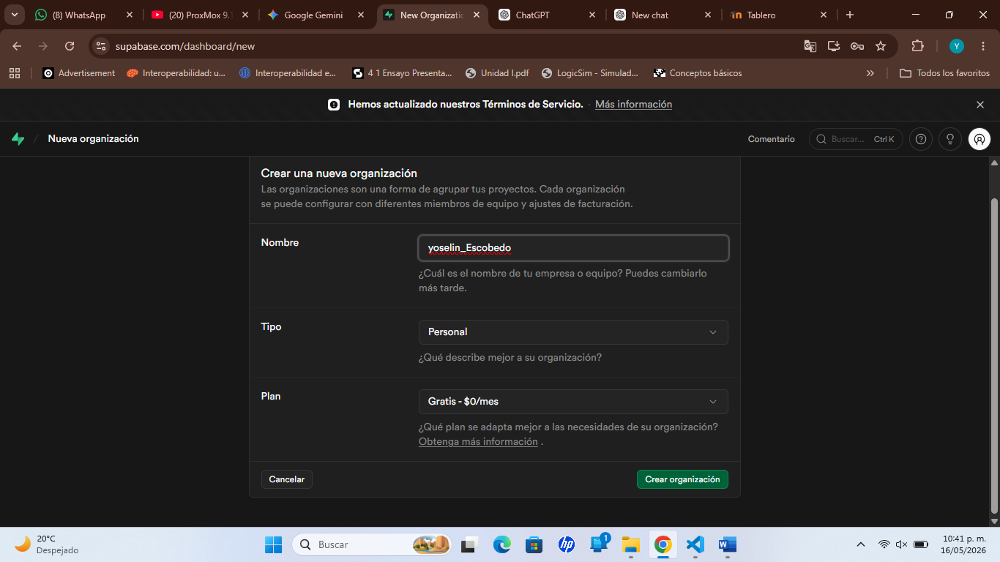 (8) WhatsApp
(20) ProxMox 9.1
Google Gemini
New Organizatio
ChatGPT
New chat
Tablero
supabase.com/dashboard/new
Y
Advertisement
Interoperabilidad: u...
Interoperabilidad e...
4 1 Ensayo Presenta...
Unidad I.pdf
LogicSim - Simulad...
Conceptos básicos
Todos los favoritos
Hemos actualizado nuestros Términos de Servicio. · Más información
Nueva organización
Comentario
Buscar... Ctrl K
Crear una nueva organización
Las organizaciones son una forma de agrupar tus proyectos. Cada organización
se puede configurar con diferentes miembros de equipo y ajustes de facturación.
Nombre
yoselin_Escobedo
¿Cuál es el nombre de tu empresa o equipo? Puedes cambiarlo
más tarde.
Tipo
Personal
¿Qué describe mejor a su organización?
Plan
Gratis - $0/mes
¿Qué plan se adapta mejor a las necesidades de su organización?
Obtenga más información .
Cancelar
Crear organización
20°C
Despejado
Buscar
1
10:41 p. m.
16/05/2026